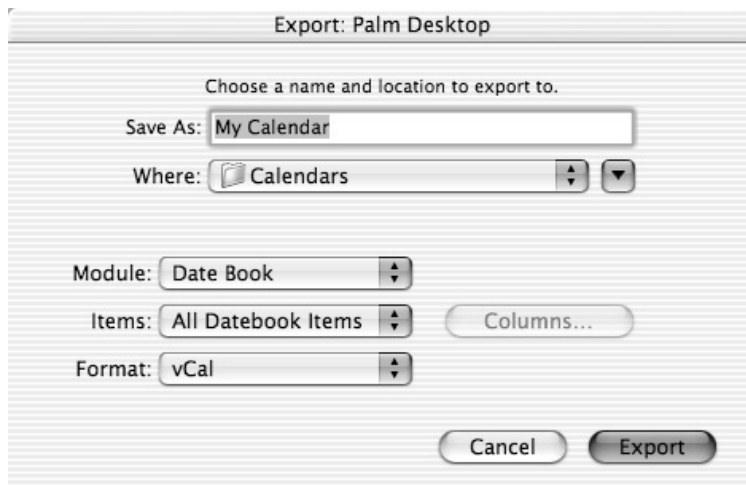 Export: Palm Desktop
Choose a name and location to export to.
Save As: My Calendar
Where: Calendars
Module: Date Book
Items: All Datebook Items Columns...
Format: vCal
Cancel Export